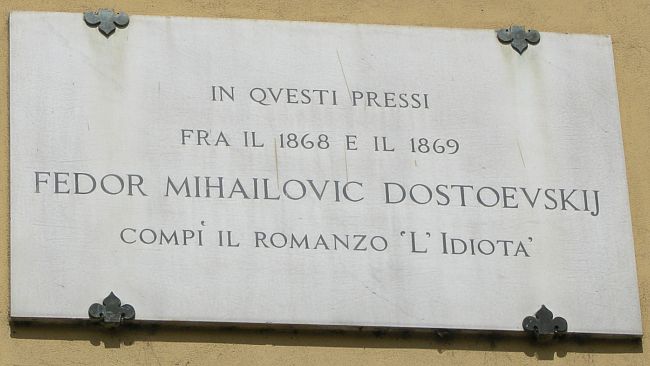 IN QVESTI PRESSI
FRA IL 1868 E IL 1869
FEDOR MIHAILOVIC DOSTOEVSKIJ
COMPÌ IL ROMANZO 'L'IDIOTA'